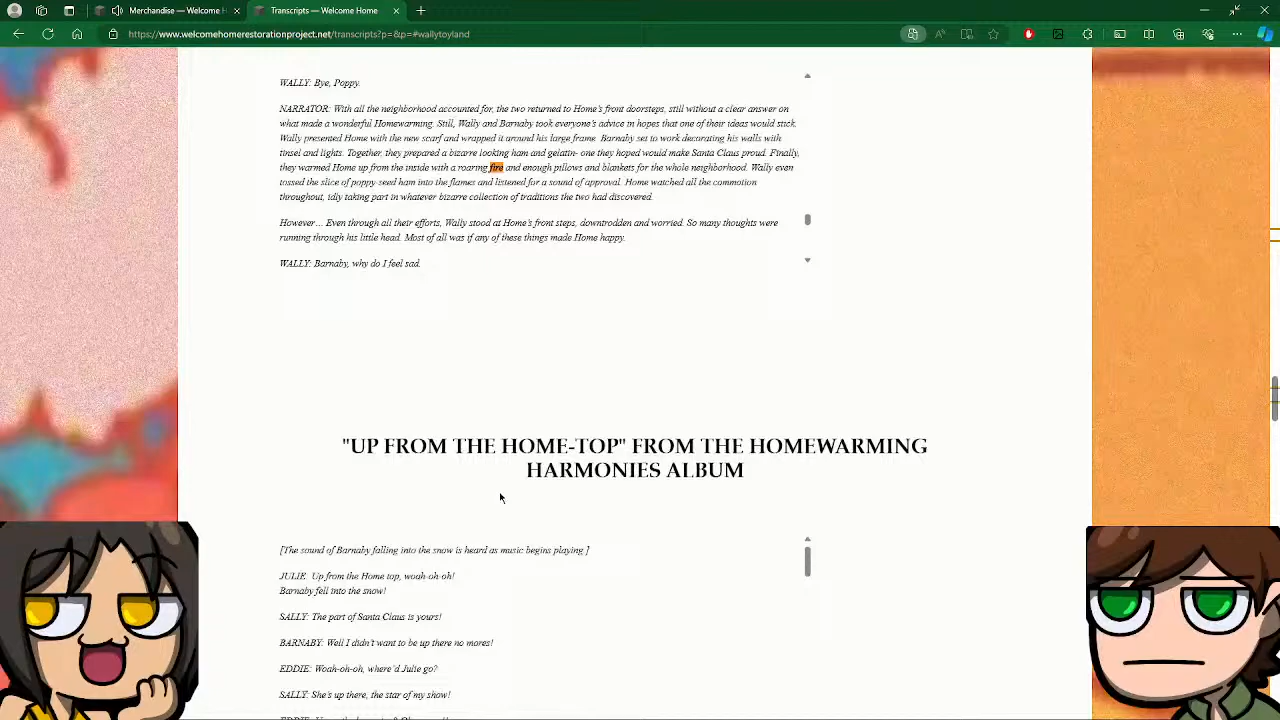 Merchandise — Welcome H
Transcripts — Welcome Home
https://www.welcomehomerestorationproject.net/transcripts?p=&p=#wallytoyland
WALLY: Bye, Poppy.
NARRATOR: With all the neighborhood accounted for, the two returned to Home's front doorsteps, still without a clear answer on
what made a wonderful Homewarming. Still, Wally and Barnaby took everyone's advice in hopes that one of their ideas would stick.
Wally presented Home with the new scarf and wrapped it around his large frame. Barnaby set to work decorating his walls with
tinsel and lights. Together, they prepared a bizarre looking ham and gelatin- one they hoped would make Santa Claus proud. Finally,
they warmed Home up from the inside with a roaring fire and enough pillows and blankets for the whole neighborhood. Wally even
tossed the slice of poppy-seed ham into the flames and listened for a sound of approval. Home watched all the commotion
throughout, idly taking part in whatever bizarre collection of traditions the two had discovered.
However… Even through all their efforts, Wally stood at Home's front steps, downtrodden and worried. So many thoughts were
running through his little head. Most of all was if any of these things made Home happy.
WALLY: Barnaby, why do I feel sad.
"UP FROM THE HOME-TOP" FROM THE HOMEWARMING
HARMONIES ALBUM
[The sound of Barnaby falling into the snow is heard as music begins playing ]
JULIE: Up from the Home top, woah-oh-oh!
Barnaby fell into the snow!
SALLY: The part of Santa Claus is yours!
BARNABY: Well I didn't want to be up there no mores!
EDDIE: Woah-oh-oh, where'd Julie go?
SALLY: She's up there, the star of my show!